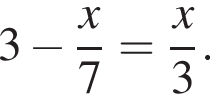 3 − x/7 = x/3.